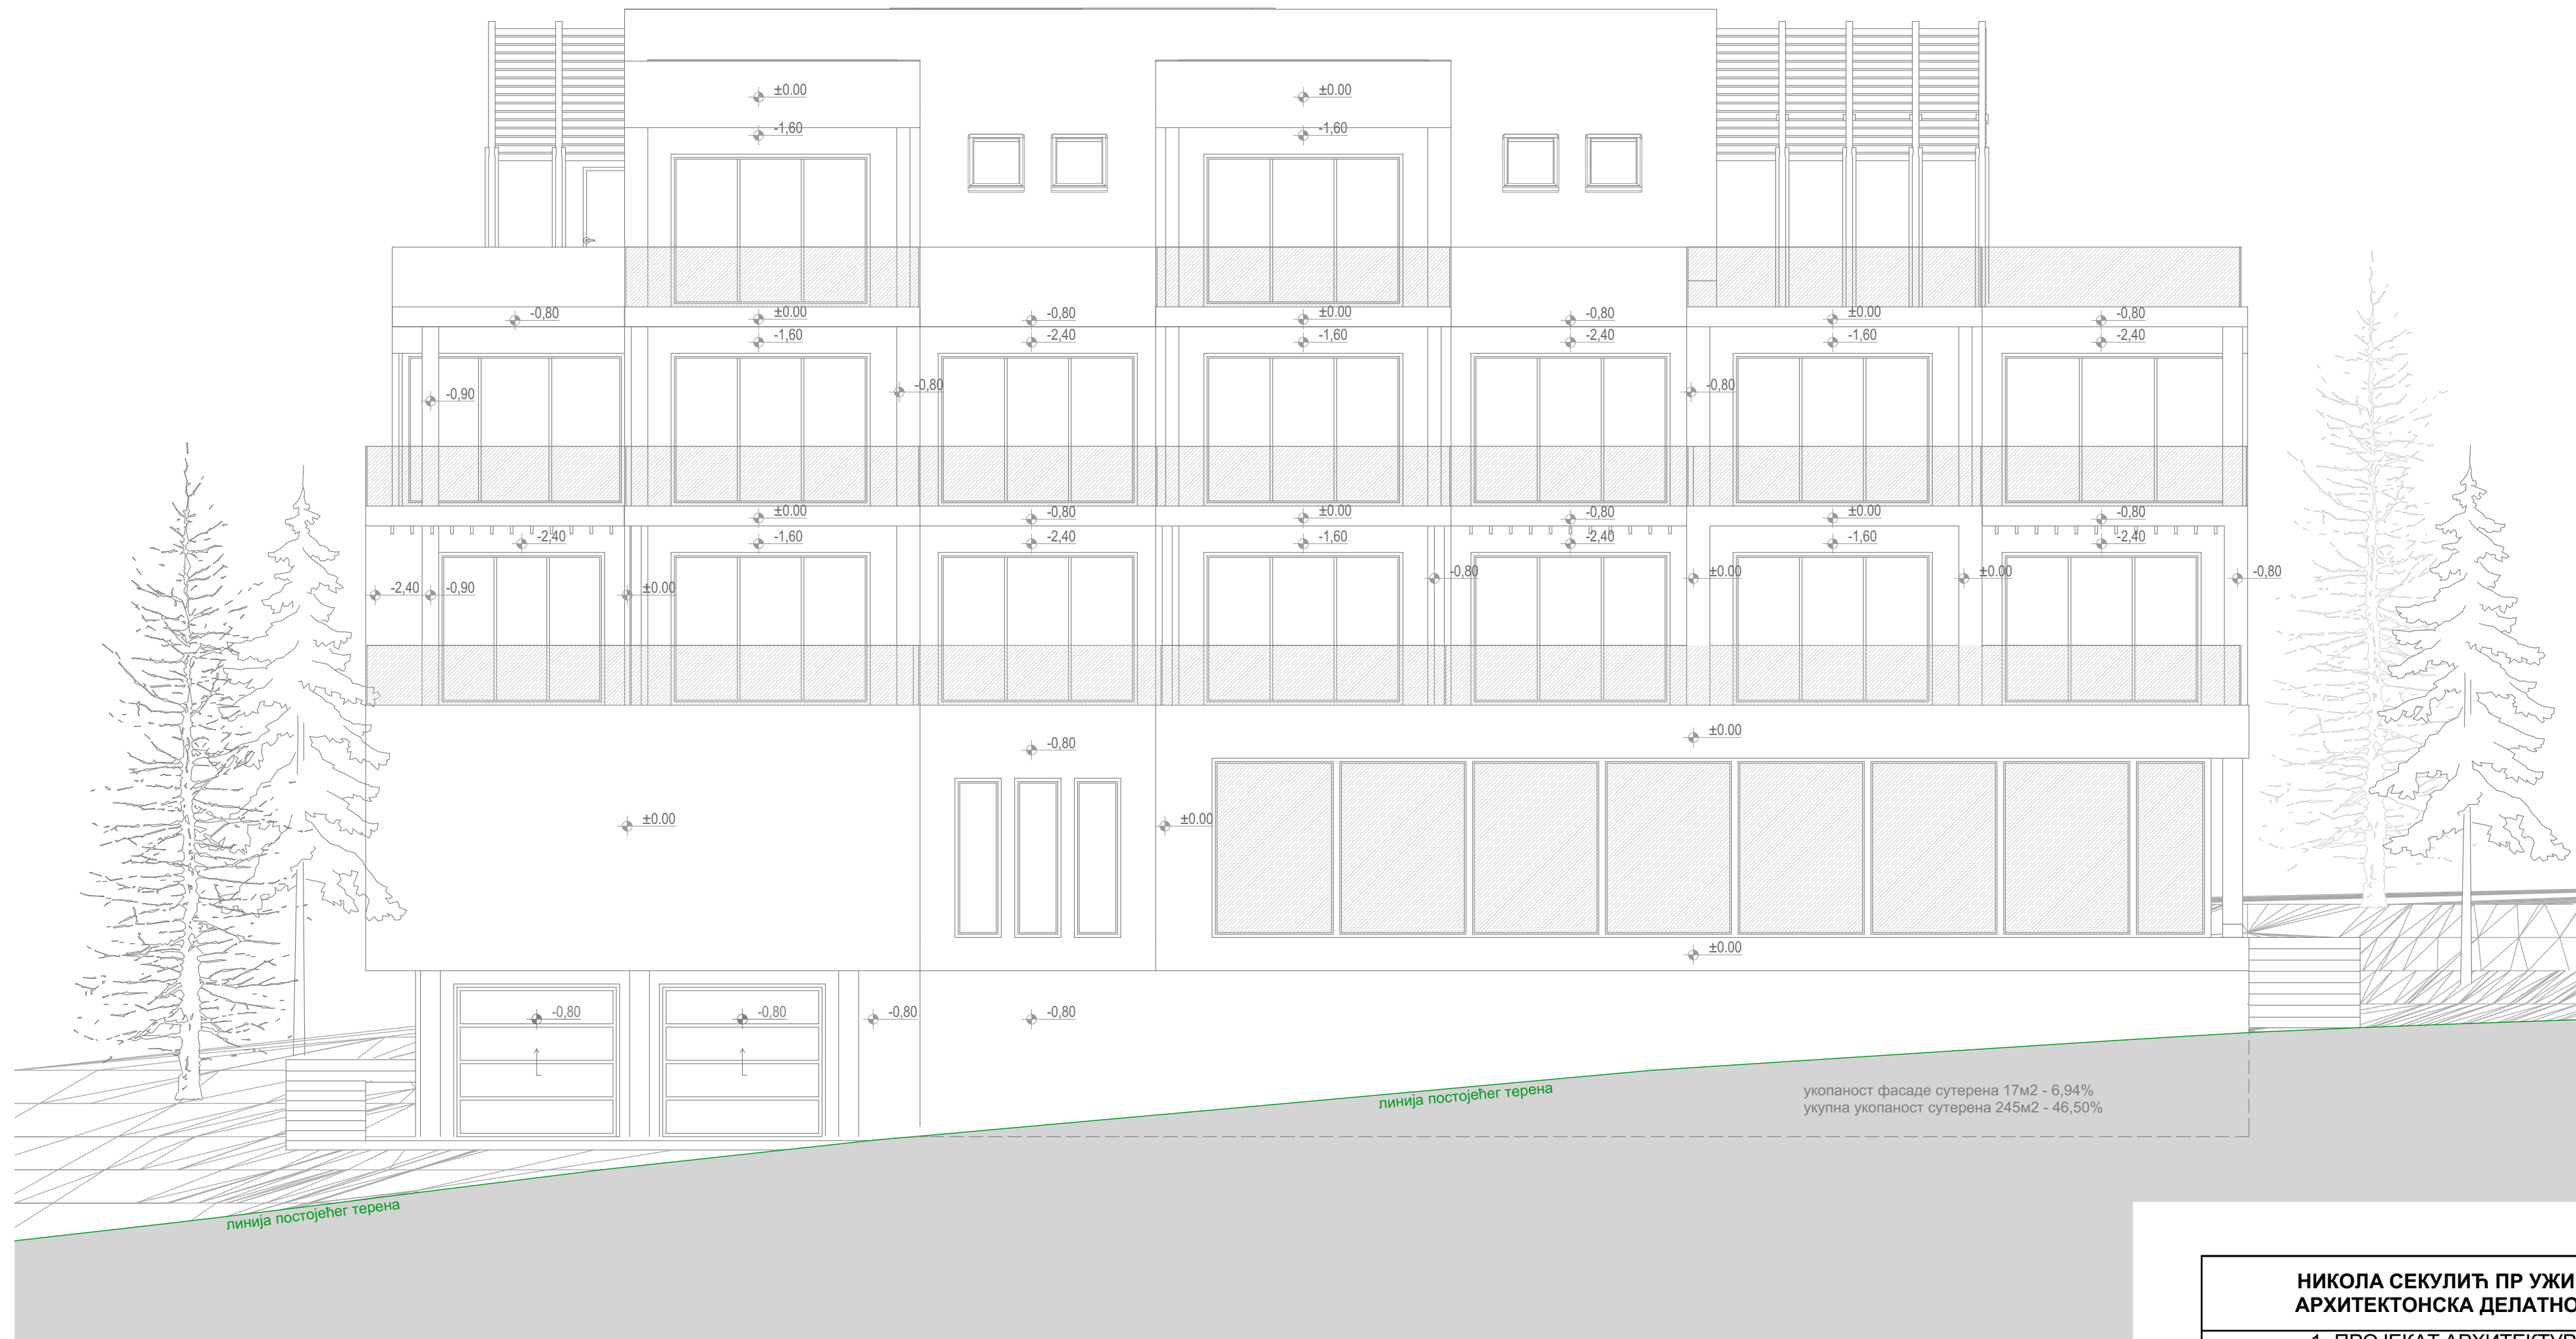 ±0.00 ±0.00
-1,60 -1,60
-0,80 ±0.00 -0,80 ±0.00 -0,80 ±0.00 -0,80
-1,60 -2,40 -1,60 -2,40 -1,60 -2,40
-0,90 -0,80 -0,80
±0.00 -0,80 ±0.00 -0,80 ±0.00 -0,80
-2,40 -1,60 -2,40 -1,60 -2,40 -1,60 -2,40
-2,40 -0,90 ±0.00 -0,80 ±0.00 ±0.00 -0,80
-0,80 ±0.00
±0.00 ±0.00
±0.00
-0,80 -0,80 -0,80 -0,80
линија постојећег терена
укопаност фасаде сутерена 17м2 - 6,94%
укупна укопаност сутерена 245м2 - 46,50%
линија постојећег терена
НИКОЛА СЕКУЛИЋ ПР УЖИ
АРХИТЕКТОНСКА ДЕЛАТНО